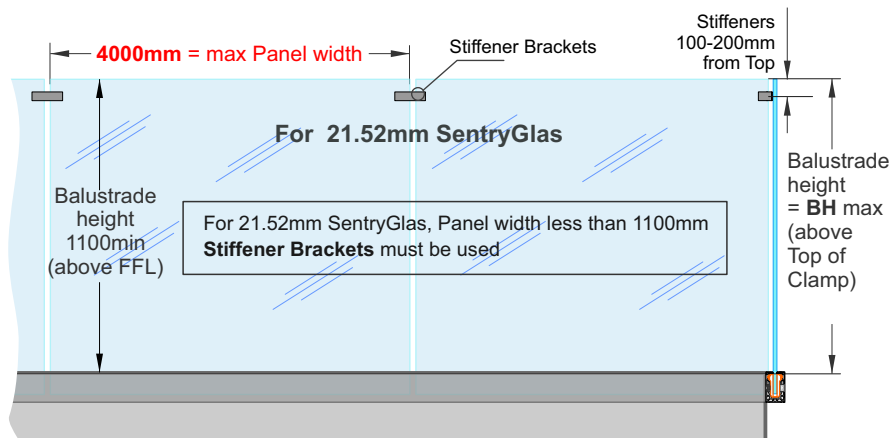 Stiffeners
100-200mm
from Top
4000mm = max Panel width
Stiffener Brackets
For 21.52mm SentryGlas
Balustrade
height
1100min
(above FFL)
For 21.52mm SentryGlas, Panel width less than 1100mm
Stiffener Brackets must be used
Balustrade
height
= BH max
(above
Top of
Clamp)